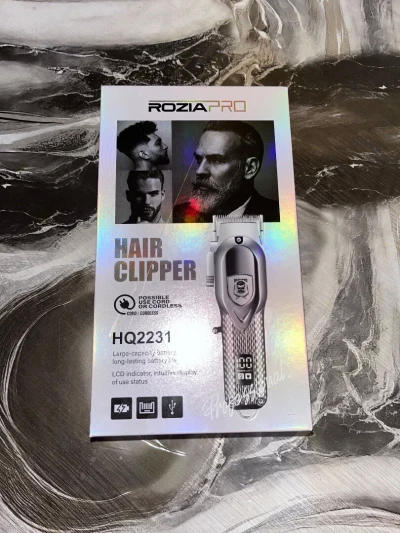 ROZIAPRO
HAIR
CLIPPER
POSSIBLE
USE CORD
OR CORDLESS
CORD / CORDLESS
HQ2231
Large-capacity battery,
long-lasting battery life
LCD indicator, intuitive display
of use status
00